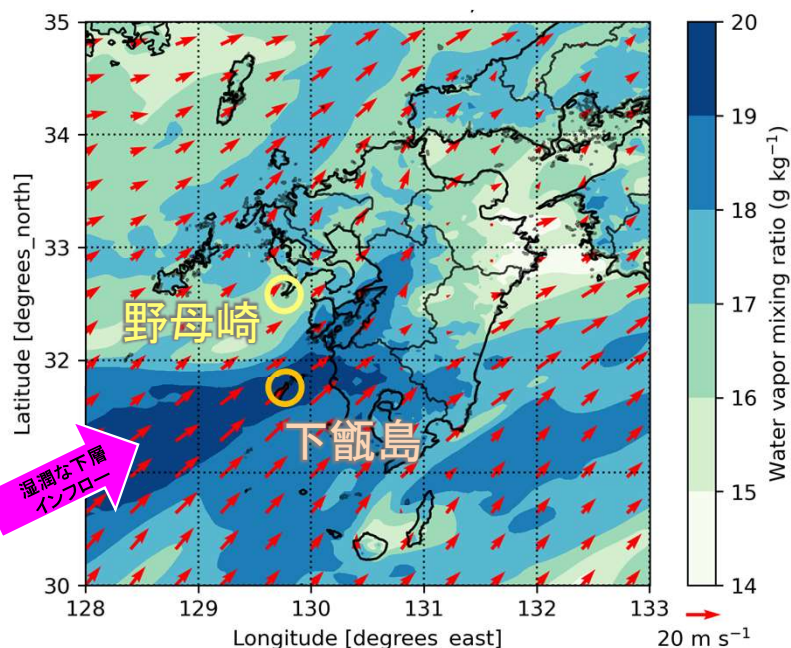 35
34
33
32
30
128
129
130
131
132
133
Latitude [degrees_north]
Longitude [degrees_east]
野母崎
下甑島
湿潤な下層
インフロー
20
19
18
17
16
15
14
Water vapor mixing ratio (g kg⁻¹)
20 m s⁻¹